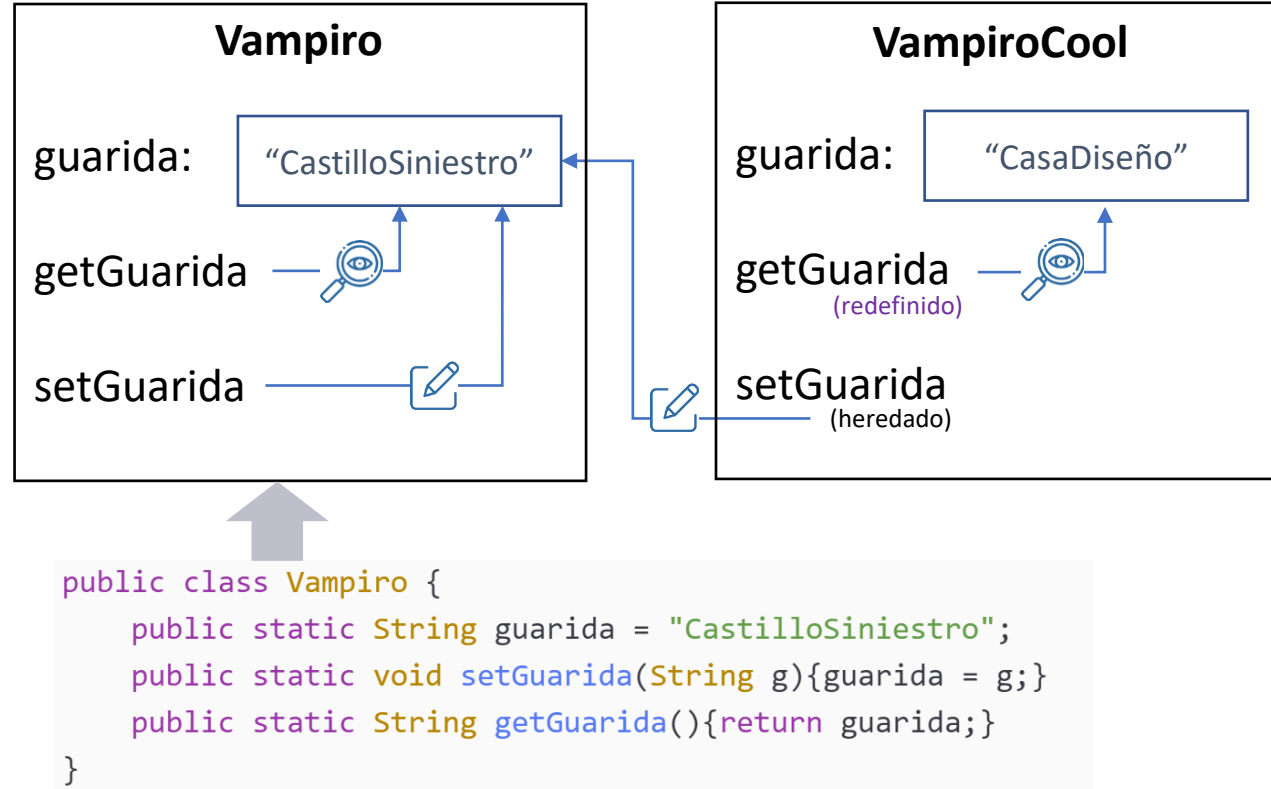 Vampiro
guarida:
“CastilloSiniestro”
getGuarida
setGuarida
VampiroCool
guarida:
“CasaDiseño”
getGuarida
(redefinido)
setGuarida
(heredado)
public class Vampiro {
    public static String guarida = "CastilloSiniestro";
    public static void setGuarida(String g){guarida = g;}
    public static String getGuarida(){return guarida;}
}